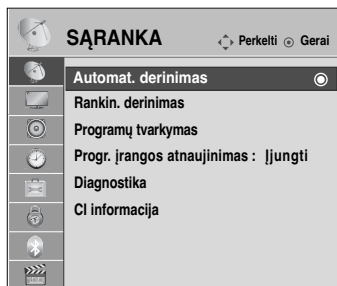 SĄRANKA Perkelti Gerai
Automat. derinimas
Rankin. derinimas
Programų tvarkymas
Progr. įrangos atnaujinimas : Įjungti
Diagnostika
CI informacija